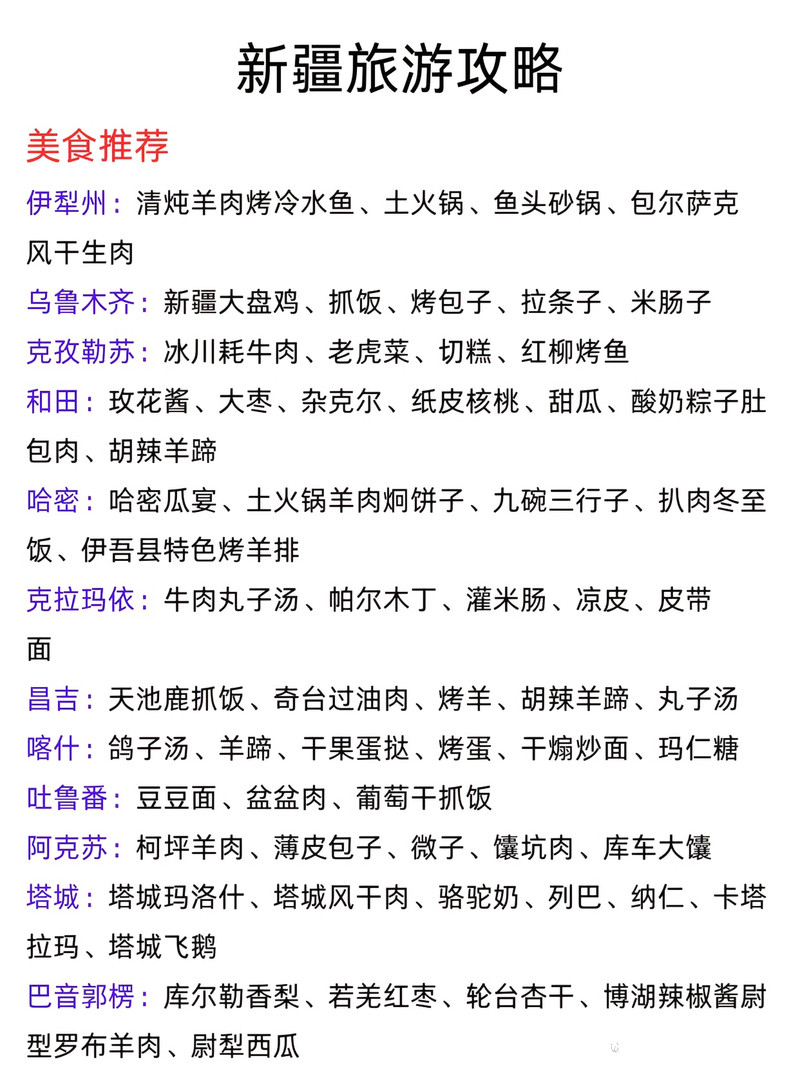 新疆旅游攻略
美食推荐
伊犁州：清炖羊肉烤冷水鱼、土火锅、鱼头砂锅、包尔萨克
风干生肉
乌鲁木齐：新疆大盘鸡、抓饭、烤包子、拉条子、米肠子
克孜勒苏：冰川耗牛肉、老虎菜、切糕、红柳烤鱼
和田：玫花酱、大枣、杂克尔、纸皮核桃、甜瓜、酸奶粽子肚
包肉、胡辣羊蹄
哈密：哈密瓜宴、土火锅羊肉炯饼子、九碗三行子、扒肉冬至
饭、伊吾县特色烤羊排
克拉玛依：牛肉丸子汤、帕尔木丁、灌米肠、凉皮、皮带
面
昌吉：天池鹿抓饭、奇台过油肉、烤羊、胡辣羊蹄、丸子汤
喀什：鸽子汤、羊蹄、干果蛋挞、烤蛋、干煸炒面、玛仁糖
吐鲁番：豆豆面、盆盆肉、葡萄干抓饭
阿克苏：柯坪羊肉、薄皮包子、微子、馕坑肉、库车大馕
塔城：塔城玛洛什、塔城风干肉、骆驼奶、列巴、纳仁、卡塔
拉玛、塔城飞鹅
巴音郭楞：库尔勒香梨、若羌红枣、轮台杏干、博湖辣椒酱尉
型罗布羊肉、尉犁西瓜